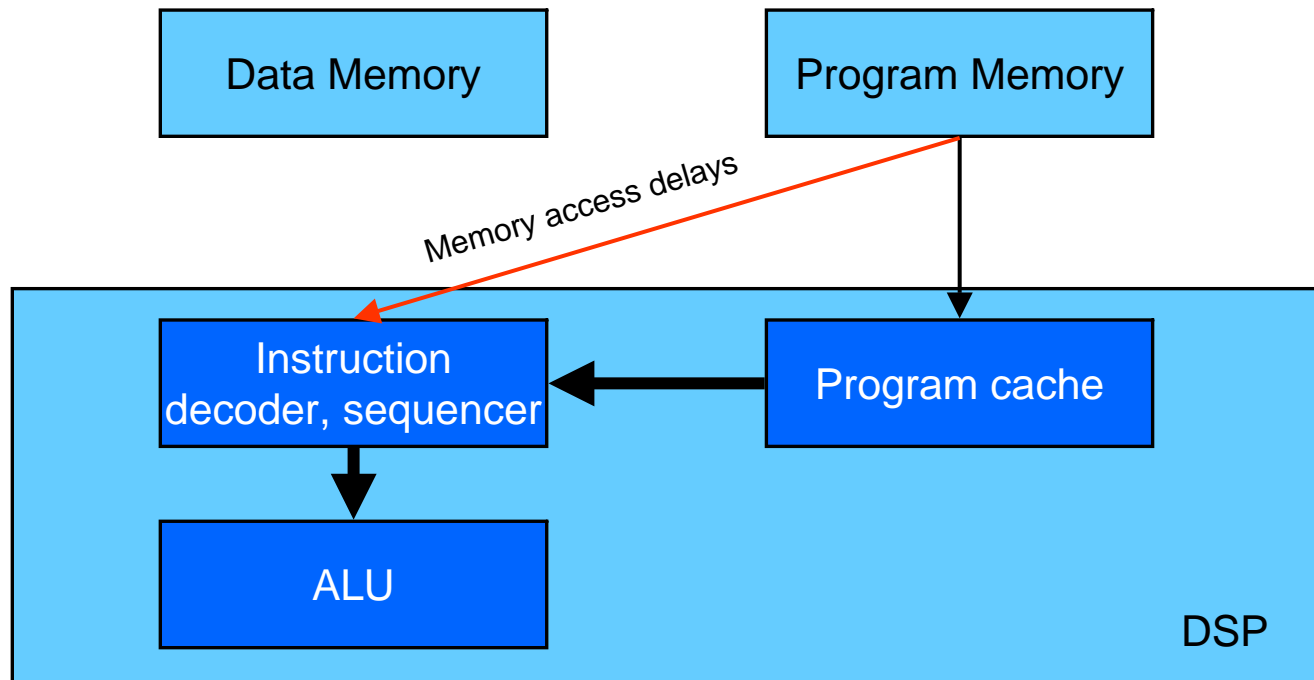 Data Memory
Program Memory
Memory access delays
Instruction
decoder, sequencer
Program cache
ALU
DSP